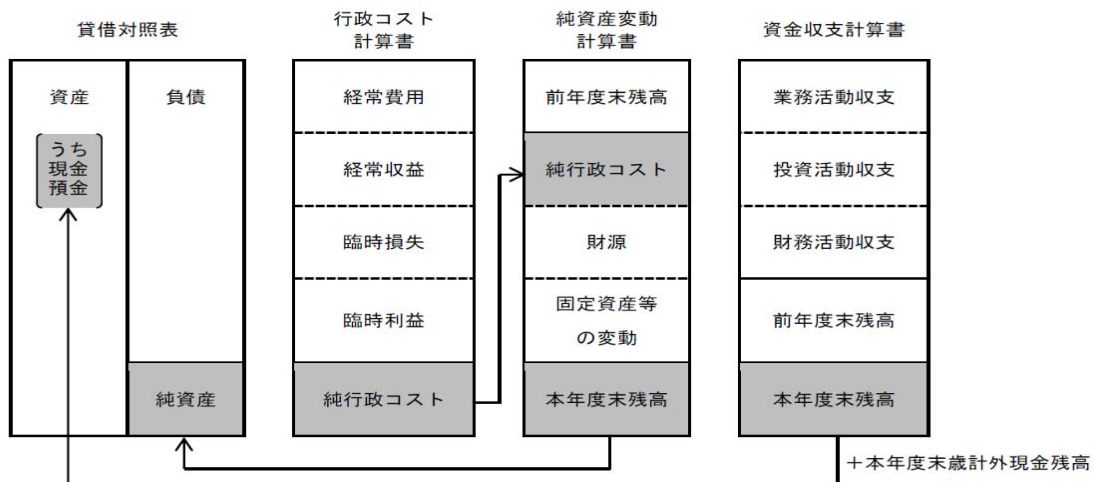 貸借対照表
資産
負債
うち
現金
預金
純資産
行政コスト
計算書
経常費用
経常収益
臨時損失
臨時利益
純行政コスト
純資産変動
計算書
前年度末残高
純行政コスト
財源
固定資産等
の変動
本年度末残高
資金収支計算書
業務活動収支
投資活動収支
財務活動収支
前年度末残高
本年度末残高
＋本年度末歳計外現金残高